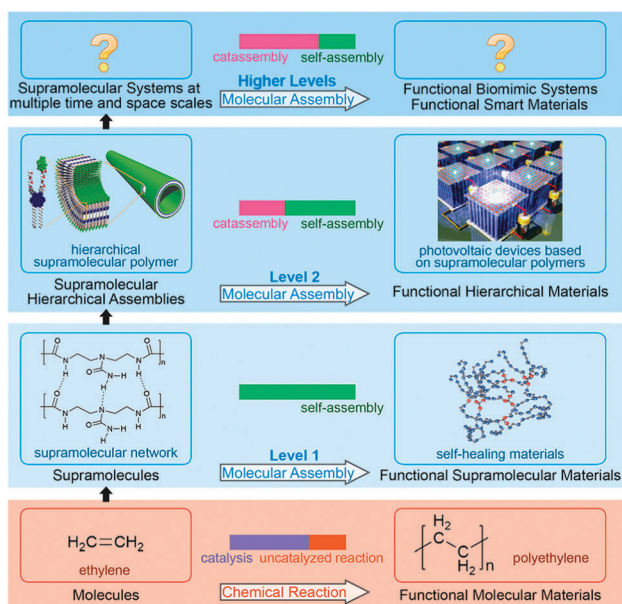 ?
catassembly
self-assembly
?
Supramolecular Systems at
multiple time and space scales
Higher Levels
Molecular Assembly
Functional Biomimic Systems
Functional Smart Materials
hierarchical
supramolecular polymer
catassembly
self-assembly
photovoltaic devices based
on supramolecular polymers
Supramolecular
Hierarchical Assemblies
Level 2
Molecular Assembly
Functional Hierarchical Materials
O
O
N
N
N
H
H
O
N
H
H
n
O
O
N
N
N
H
H
O
N
H
H
n
supramolecular network
self-assembly
self-healing materials
Supramolecules
Level 1
Molecular Assembly
Functional Supramolecular Materials
H₂C=CH₂
ethylene
catalysis
uncatalyzed reaction
H₂
C
C
H₂
n
polyethylene
Molecules
Chemical Reaction
Functional Molecular Materials